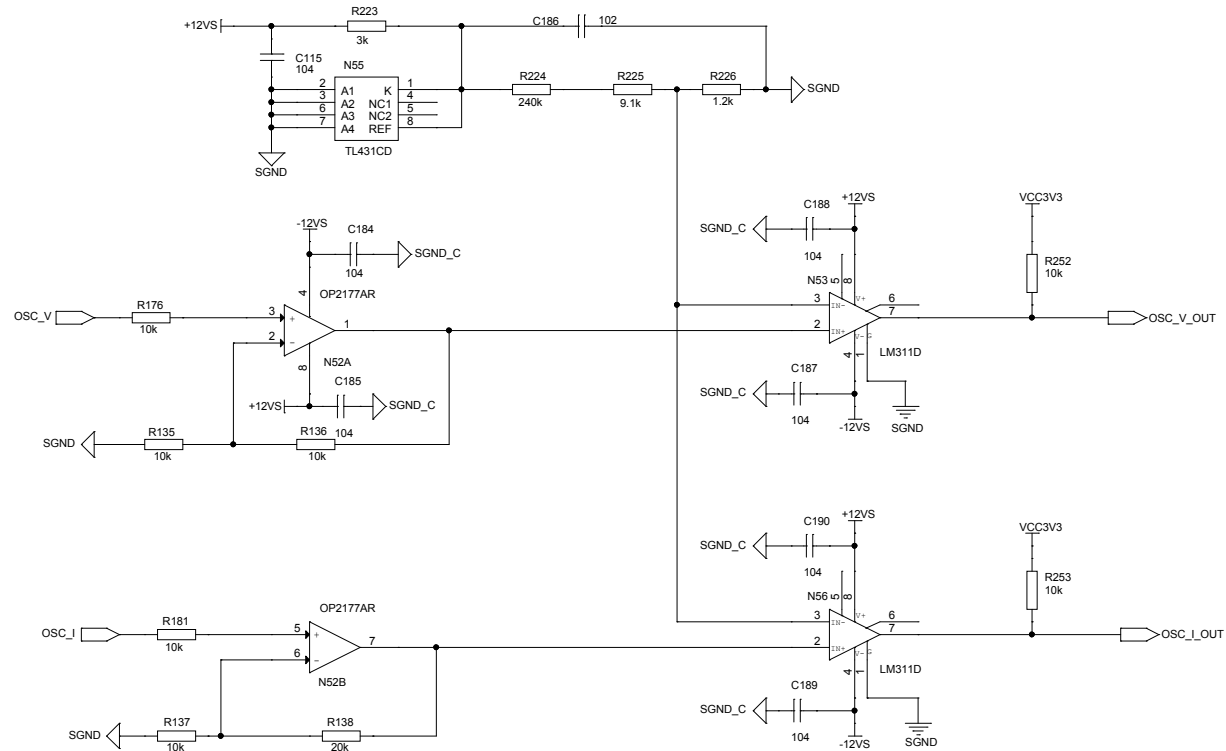 R223
+12VS
3k
C186
102
C115
104
N55
2 A1 K 1
3 A2 NC1 4
6 A3 NC2 5
7 A4 REF 8
TL431CD
SGND
R224
240k
R225
9.1k
R226
1.2k
SGND
-12VS
C184
104
SGND_C
4
OP2177AR
OSC_V
R176
10k
3 +
2 -
1
N52A
8
C185
+12VS
104
SGND_C
SGND
R135
10k
R136
10k
+12VS
C188
SGND_C
104
N53
5
8
V+
3 IN-
2 IN+
6
7
V-
G
4
1
LM311D
C187
SGND_C
104
-12VS
SGND
VCC3V3
R252
10k
OSC_V_OUT
OP2177AR
OSC_I
R181
10k
5 +
6 -
7
N52B
SGND
R137
10k
R138
20k
+12VS
C190
SGND_C
104
N56
5
8
V+
3 IN-
2 IN+
6
7
V-
G
4
1
LM311D
C189
SGND_C
104
-12VS
SGND
VCC3V3
R253
10k
OSC_I_OUT